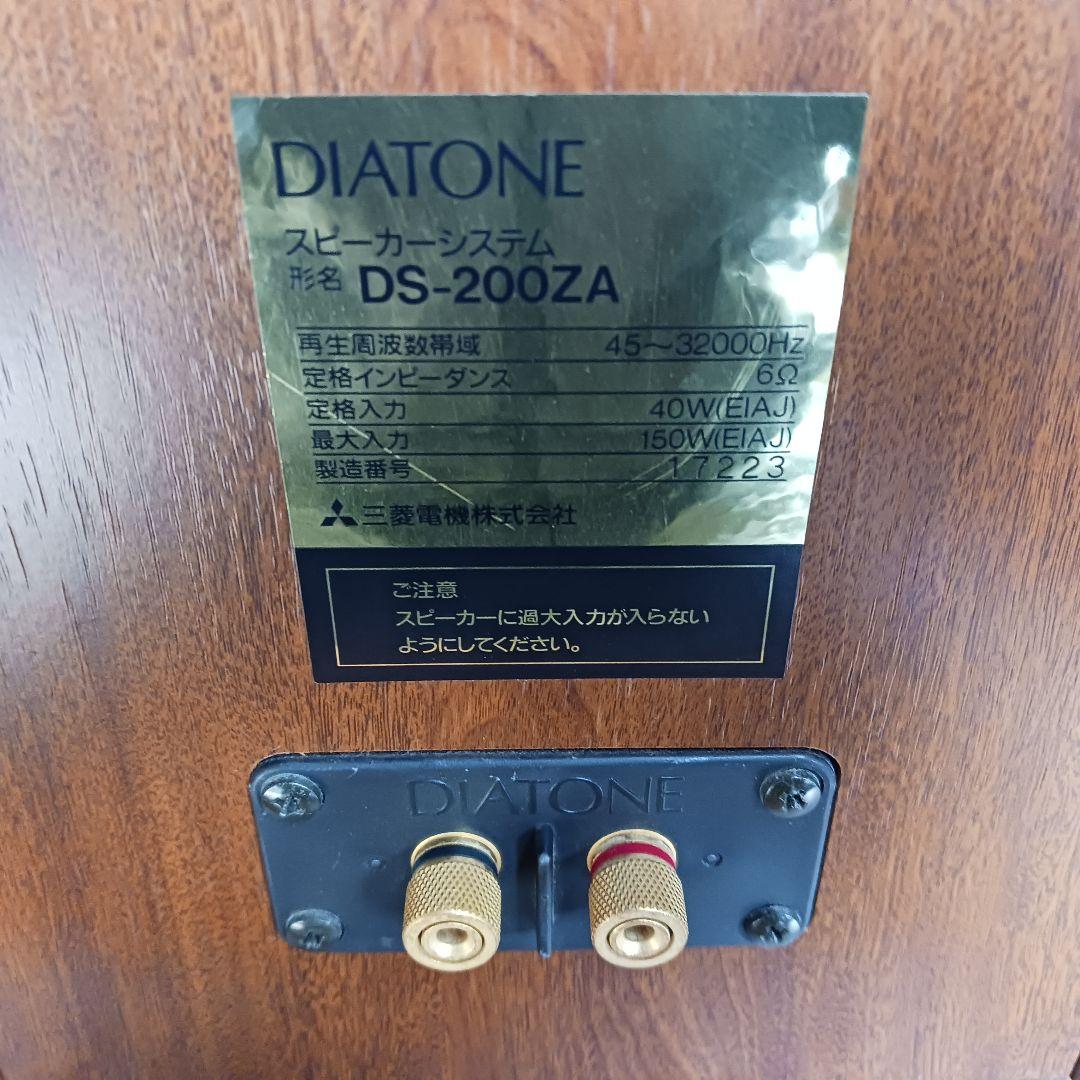 DIATONE
スピーカーシステム
形名 DS-200ZA
再生周波数帯域 45〜32000Hz
定格インピーダンス 6Ω
定格入力 40W(EIAJ)
最大入力 150W(EIAJ)
製造番号 17223
三菱電機株式会社
ご注意
スピーカーに過大入力が入らない
ようにしてください。
DIATONE